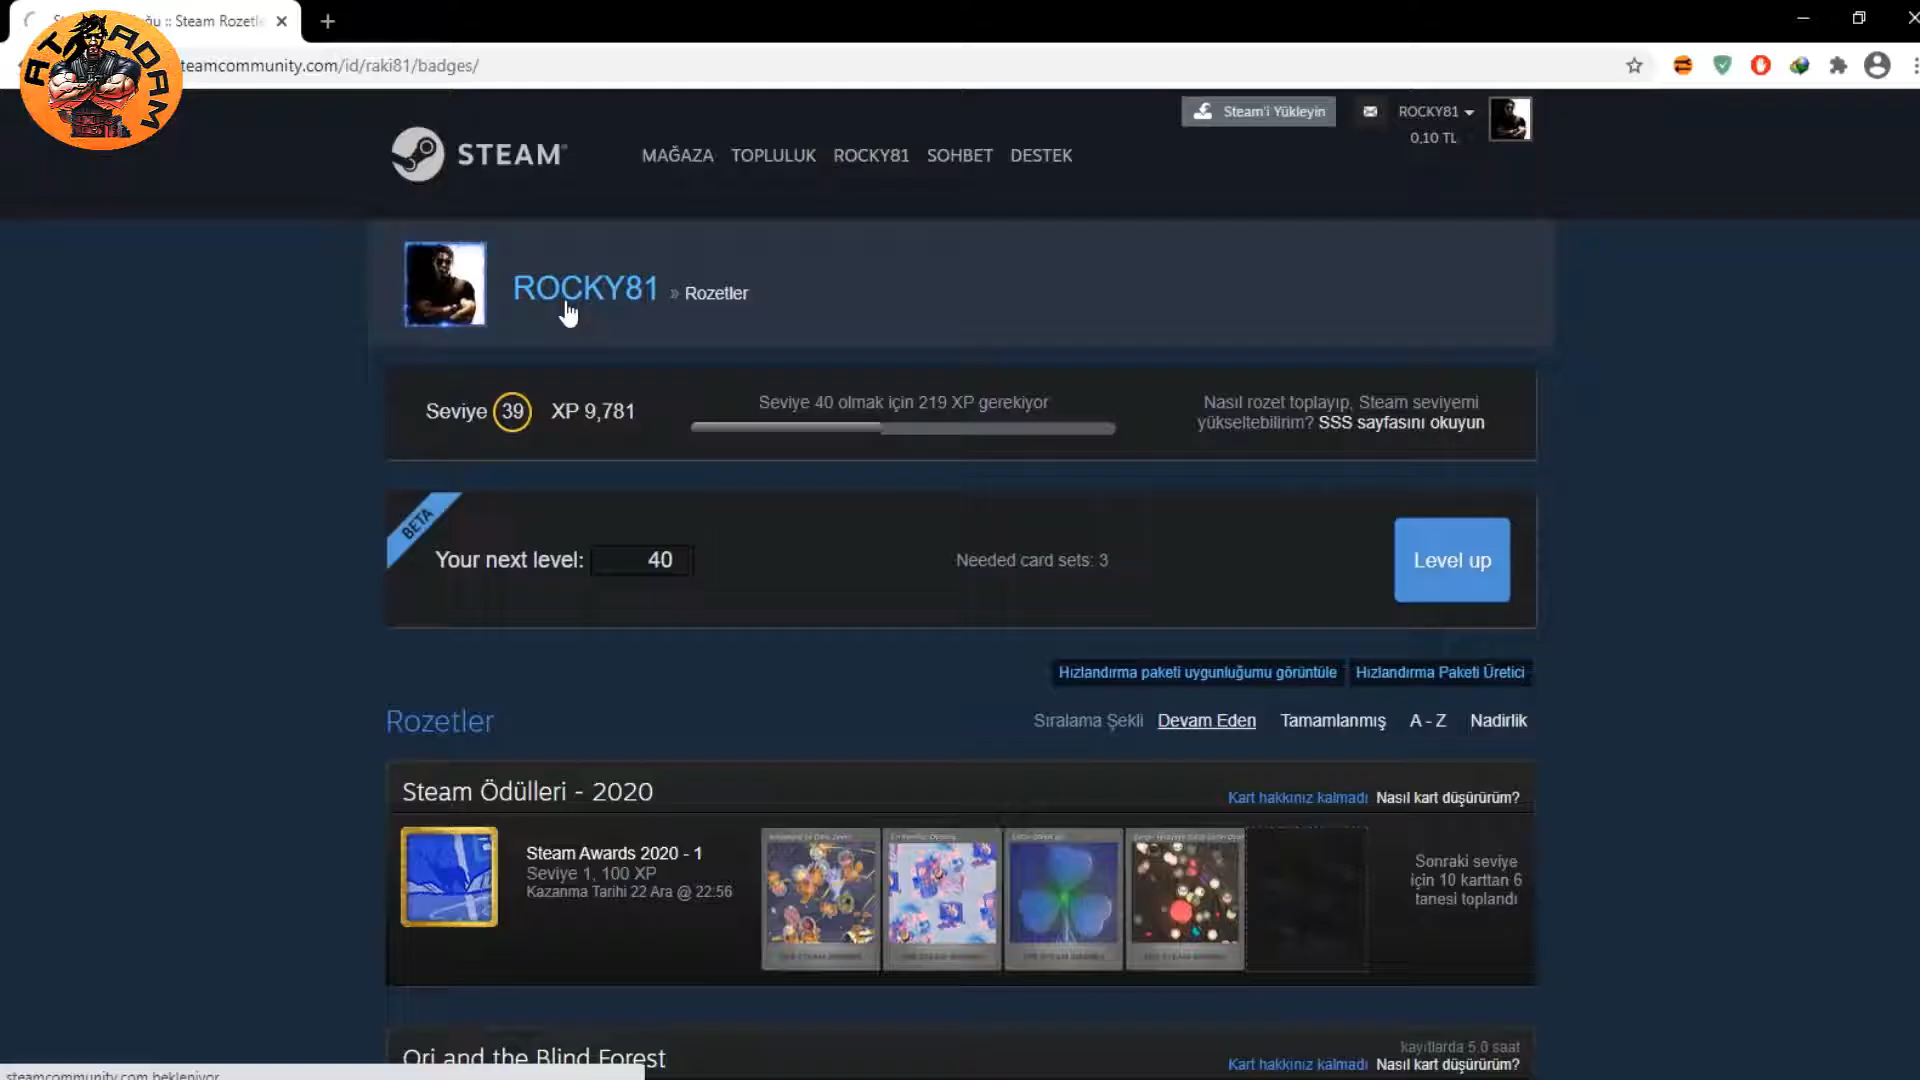 :: Steam Rozetle
teamcommunity.com/id/raki81/badges/
ATAADAM
Steam'i Yükleyin
ROCKY81
0,10 TL
STEAM
MAĞAZA TOPLULUK ROCKY81 SOHBET DESTEK
ROCKY81 » Rozetler
Seviye 39 XP 9,781
Seviye 40 olmak için 219 XP gerekiyor
Nasıl rozet toplayıp, Steam seviyemi
yükseltebilirim? SSS sayfasını okuyun
BETA
Your next level: 40
Needed card sets: 3
Level up
Hızlandırma paketi uygunluğumu görüntüle Hızlandırma Paketi Üretici
Rozetler
Sıralama Şekli Devam Eden Tamamlanmış A - Z Nadirlik
Steam Ödülleri - 2020
Kart hakkınız kalmadı Nasıl kart düşürürüm?
Steam Awards 2020 - 1
Seviye 1, 100 XP
Kazanma Tarihi 22 Ara @ 22:56
Sonraki seviye
için 10 karttan 6
tanesi toplandı
Ori and the Blind Forest
kayıtlarda 5.0 saat
Kart hakkınız kalmadı Nasıl kart düşürürüm?
steamcommunity.com bekleniyor